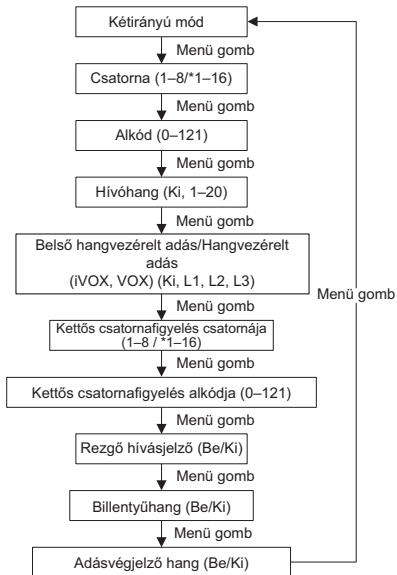 Kétirányú mód
Menü gomb
Csatorna (1–8/*1–16)
Menü gomb
Alkód (0–121)
Menü gomb
Hívóhang (Ki, 1–20)
Menü gomb
Belső hangvezérelt adás/Hangvezérelt
adás
(iVOX, VOX) (Ki, L1, L2, L3)
Menü gomb
Menü gomb
Kettős csatornafigyelés csatornája
(1–8 / *1–16)
Menü gomb
Kettős csatornafigyelés alkódja (0–121)
Menü gomb
Rezgő hívásjelző (Be/Ki)
Menü gomb
Billentyűhang (Be/Ki)
Menü gomb
Adásvégjelző hang (Be/Ki)